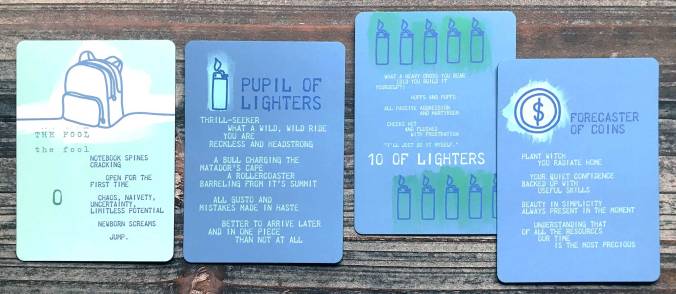 THE FOOL
the fool
0
NOTEBOOK SPINES
CRACKING
OPEN FOR THE
FIRST TIME
CHAOS, NAIVETY,
UNCERTAINTY,
LIMITLESS POTENTIAL
NEWBORN SCREAMS
JUMP.
PUPIL OF
LIGHTERS
THRILL-SEEKER
WHAT A WILD, WILD RIDE
YOU ARE
RECKLESS AND HEADSTRONG
A BULL CHARGING THE
MATADOR'S CAPE
A ROLLERCOASTER
BARRELING FROM IT'S SUMMIT
ALL GUSTO AND
MISTAKES MADE IN HASTE
BETTER TO ARRIVE LATER
AND IN ONE PIECE
THAN NOT AT ALL
WHAT A HEAVY CROSS YOU BEAR
(DID YOU BUILD IT
YOURSELF?)
HUFFS AND PUFFS
ALL PASSIVE AGGRESSION
AND MARTYRDOM
CHEEKS HOT
AND FLUSHED
WITH FRUSTRATION
"I'LL JUST DO IT MYSELF."
10 OF LIGHTERS
$
FORECASTER
OF COINS
PLANT WITCH
YOU RADIATE HOME
YOUR QUIET CONFIDENCE
BACKED UP WITH
USEFUL SKILLS
BEAUTY IN SIMPLICITY
ALWAYS PRESENT IN THE MOMENT
UNDERSTANDING THAT
OF ALL THE RESOURCES
OUR TIME
IS THE MOST PRECIOUS